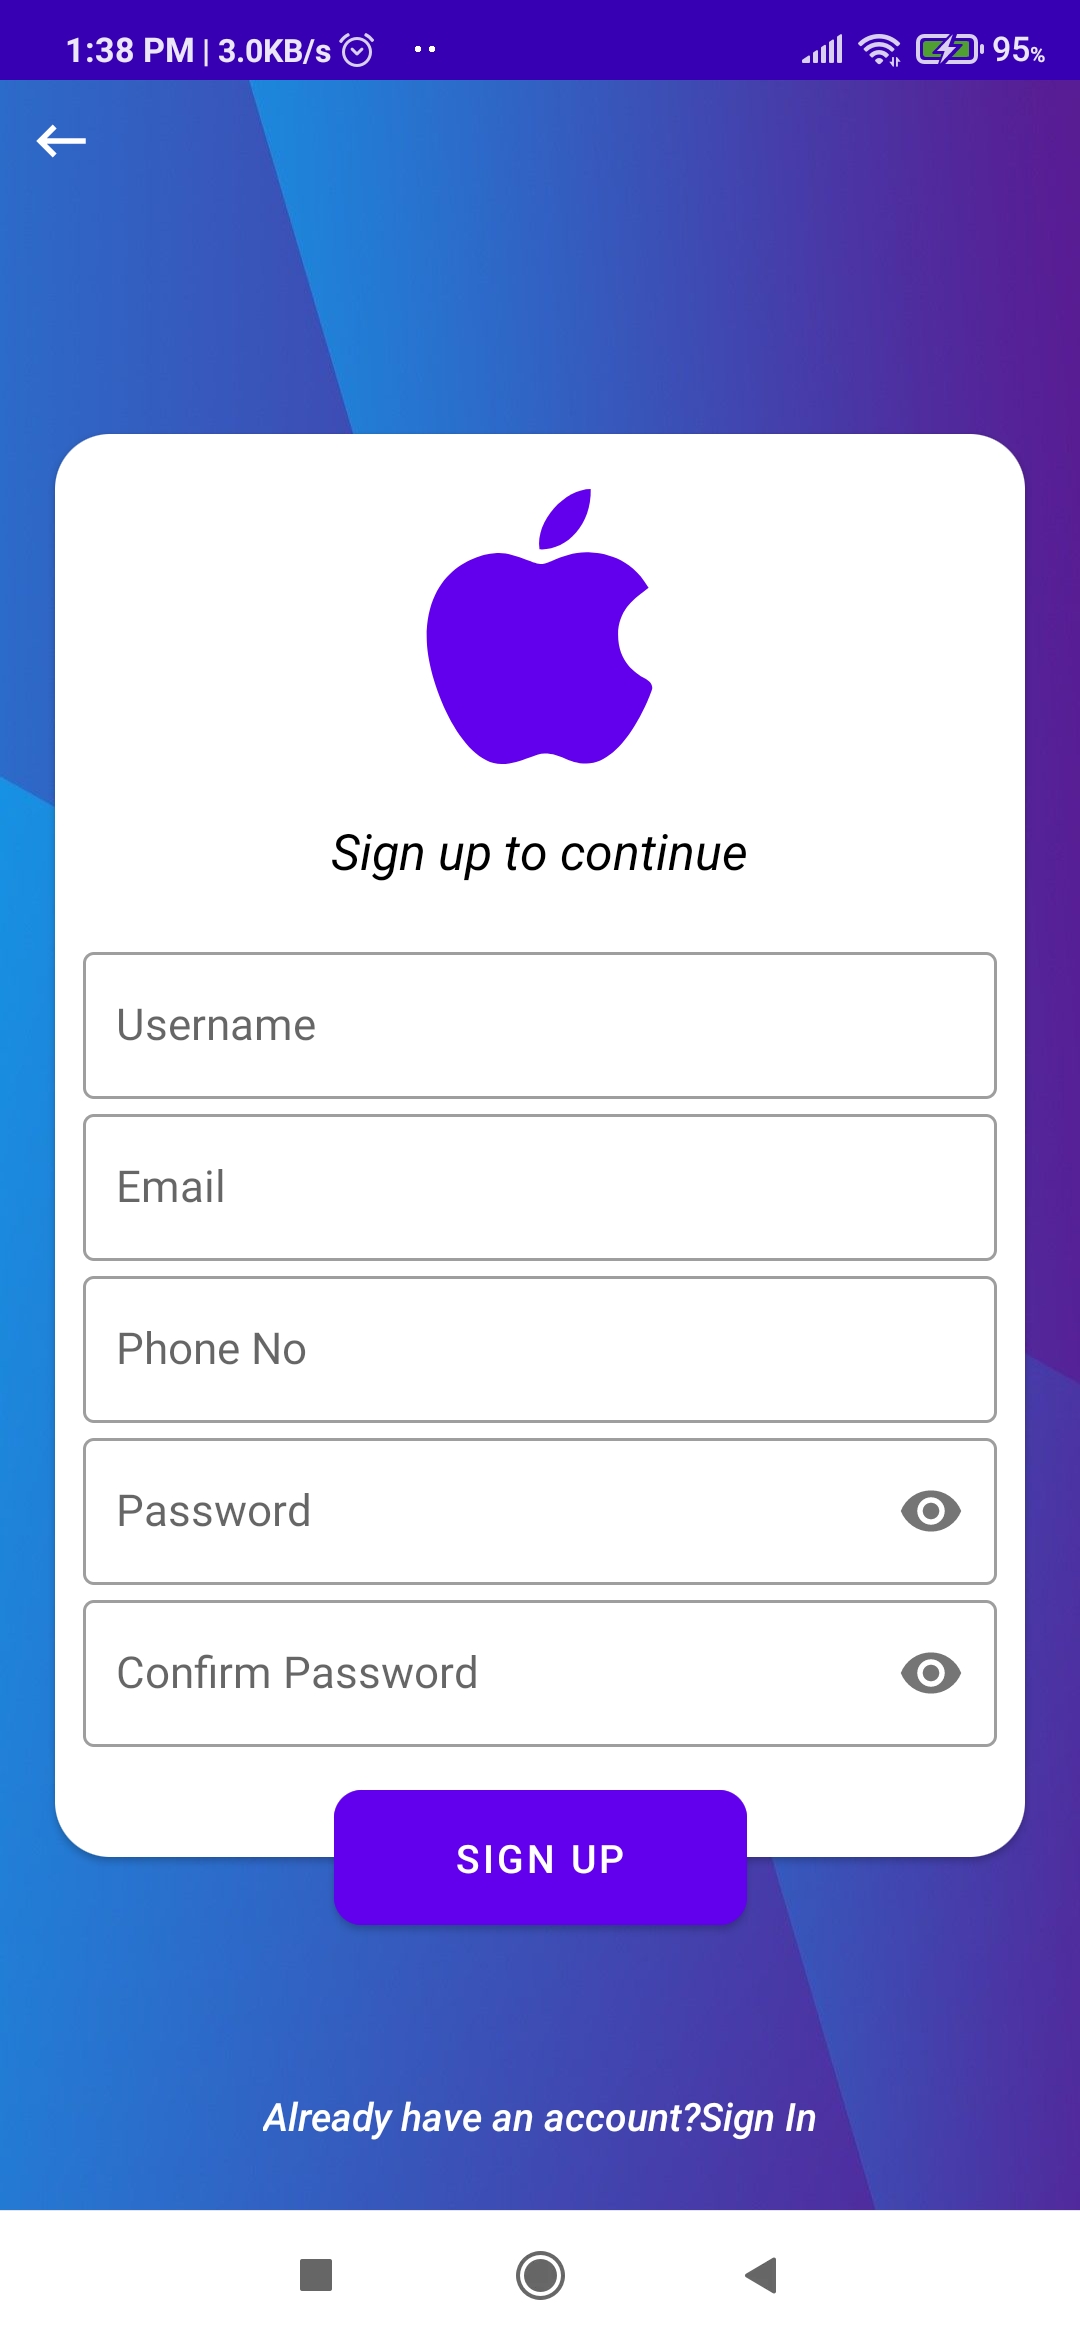 1:38 PM | 3.0KB/s 95%
Sign up to continue
Username
Email
Phone No
Password
Confirm Password
SIGN UP
Already have an account?Sign In